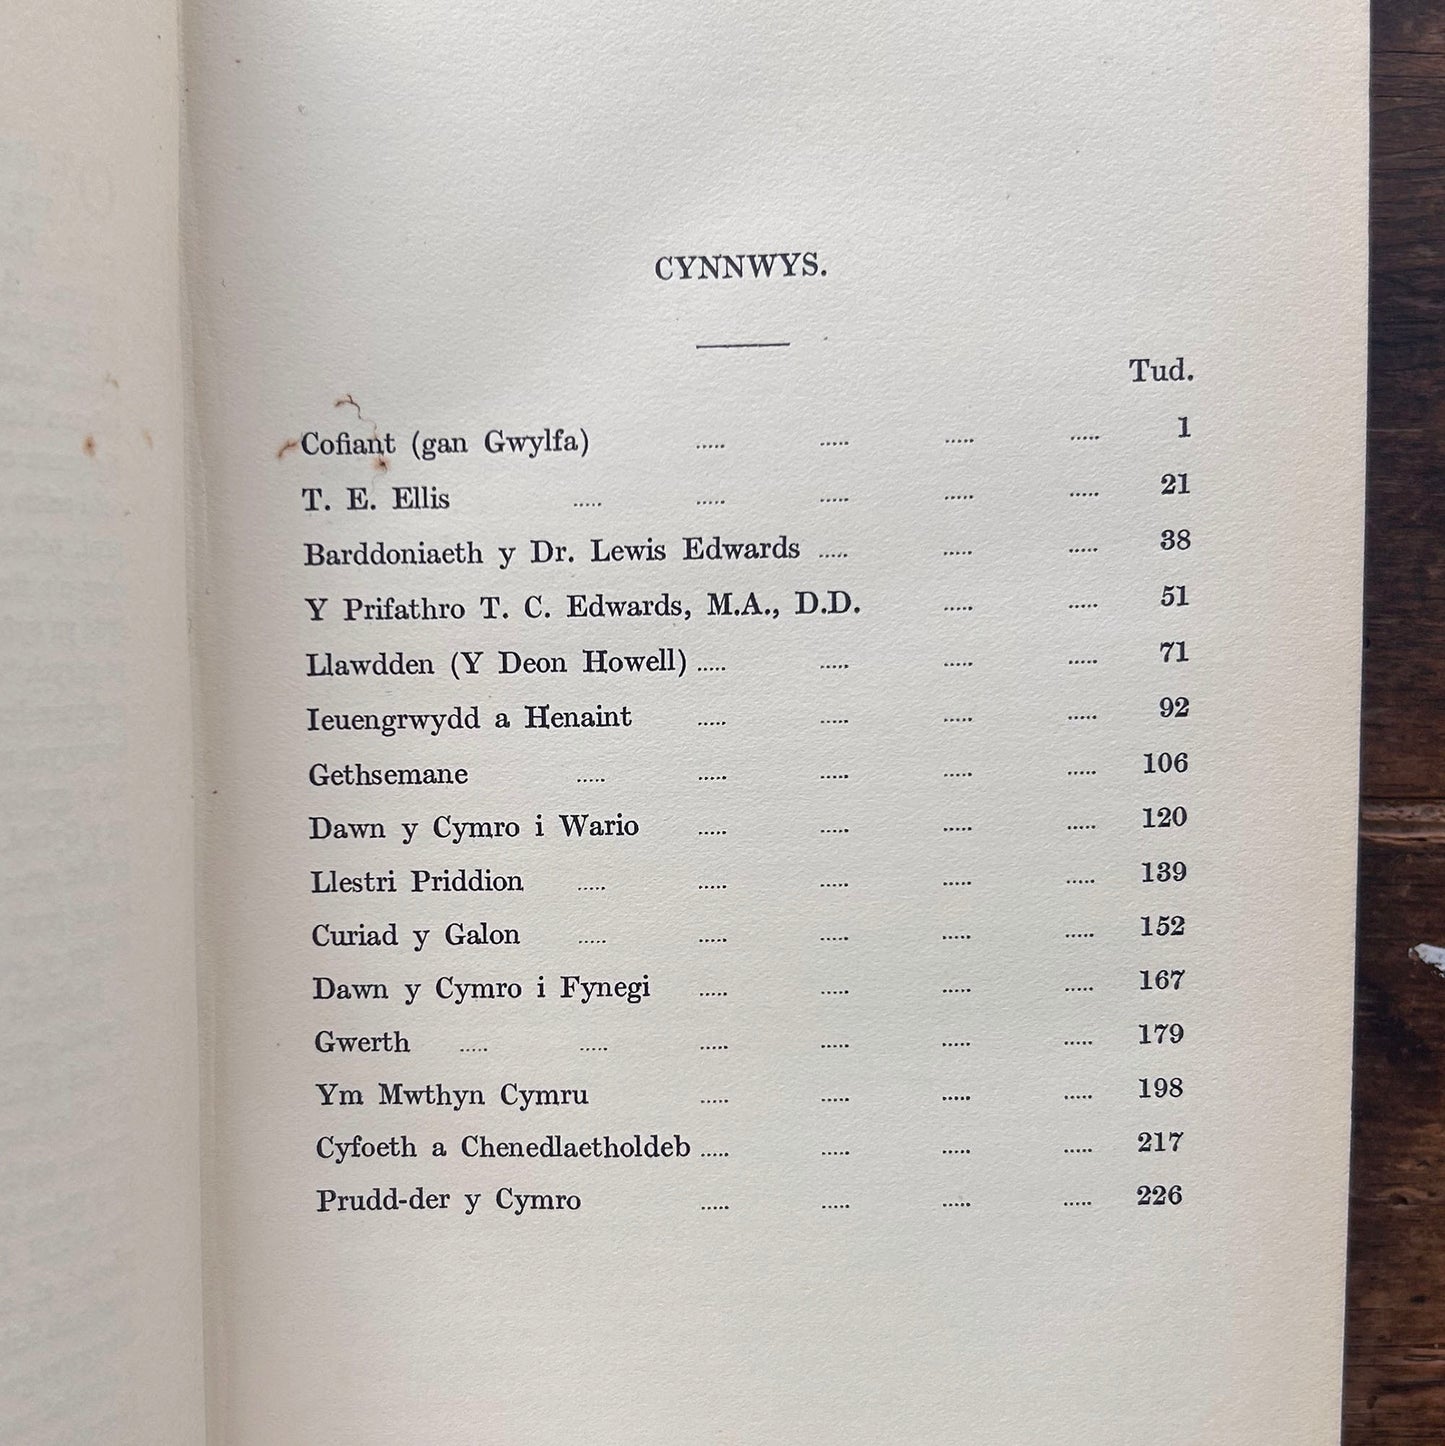 CYNNWYS.
Tud.
Cofiant (gan Gwylfa) ..... ..... ..... ..... 1
T. E. Ellis ..... ..... ..... ..... ..... 21
Barddoniaeth y Dr. Lewis Edwards ..... ..... ..... 38
Y Prifathro T. C. Edwards, M.A., D.D. ..... ..... 51
Llawdden (Y Deon Howell) ..... ..... ..... ..... 71
Ieuengrwydd a Henaint ..... ..... ..... ..... 92
Gethsemane ..... ..... ..... ..... ..... 106
Dawn y Cymro i Wario ..... ..... ..... ..... 120
Llestri Priddion ..... ..... ..... ..... ..... 139
Curiad y Galon ..... ..... ..... ..... ..... 152
Dawn y Cymro i Fynegi ..... ..... ..... ..... 167
Gwerth ..... ..... ..... ..... ..... ..... 179
Ym Mwthyn Cymru ..... ..... ..... ..... 198
Cyfoeth a Chenedlaetholdeb ..... ..... ..... ..... 217
Prudd-der y Cymro ..... ..... ..... ..... 226